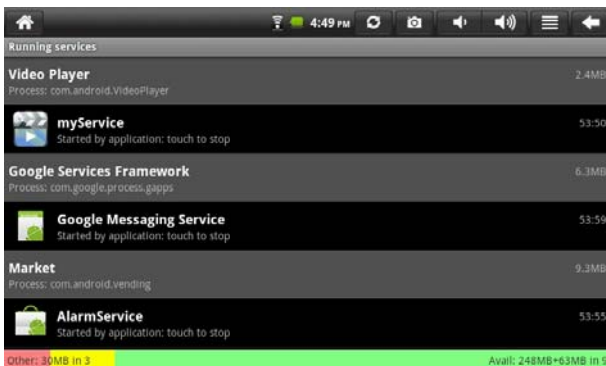 4:49 PM
Running services
Video Player
2.4MB
Process: com.android.VideoPlayer
myService
53:50
Started by application: touch to stop
Google Services Framework
6.3MB
Process: com.google.process.gapps
Google Messaging Service
53:59
Started by application: touch to stop
Market
9.3MB
Process: com.android.vending
AlarmService
53:55
Started by application: touch to stop
Other: 30MB in 3
Avail: 248MB+63MB in 9